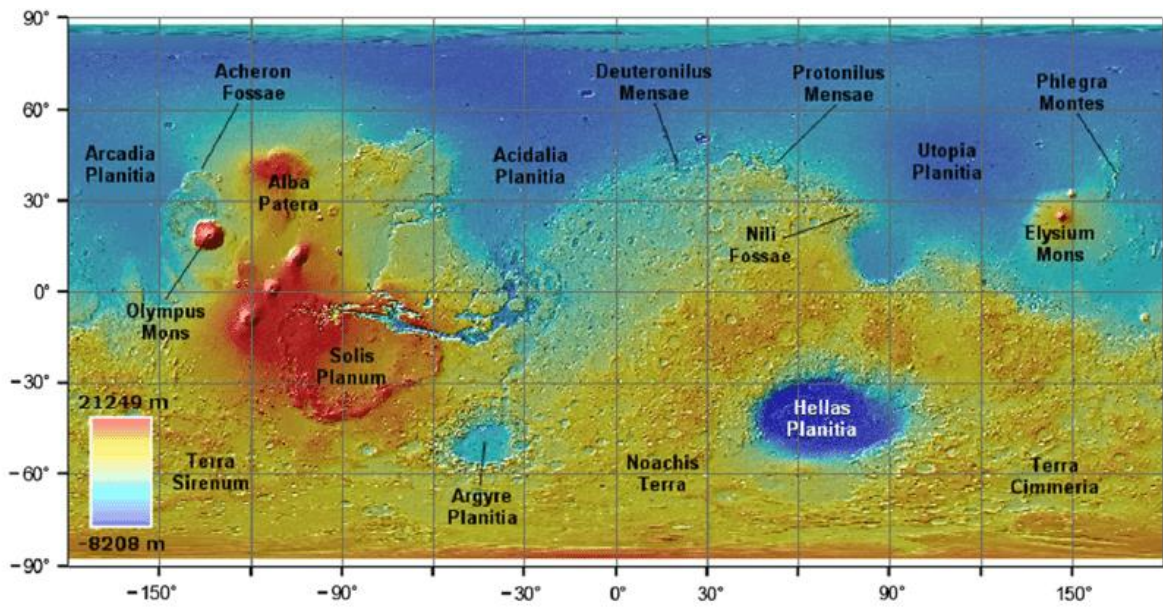 90°
60°
30°
0°
−30°
−60°
−90°
Acheron
Fossae
Deuteronilus
Mensae
Protonilus
Mensae
Phlegra
Montes
Arcadia
Planitia
Alba
Patera
Acidalia
Planitia
Utopia
Planitia
Nili
Fossae
Elysium
Mons
Olympus
Mons
Solis
Planum
Hellas
Planitia
21249 m
-8208 m
Terra
Sirenum
Argyre
Planitia
Noachis
Terra
Terra
Cimmeria
−150°
−90°
−30°
0°
30°
90°
150°